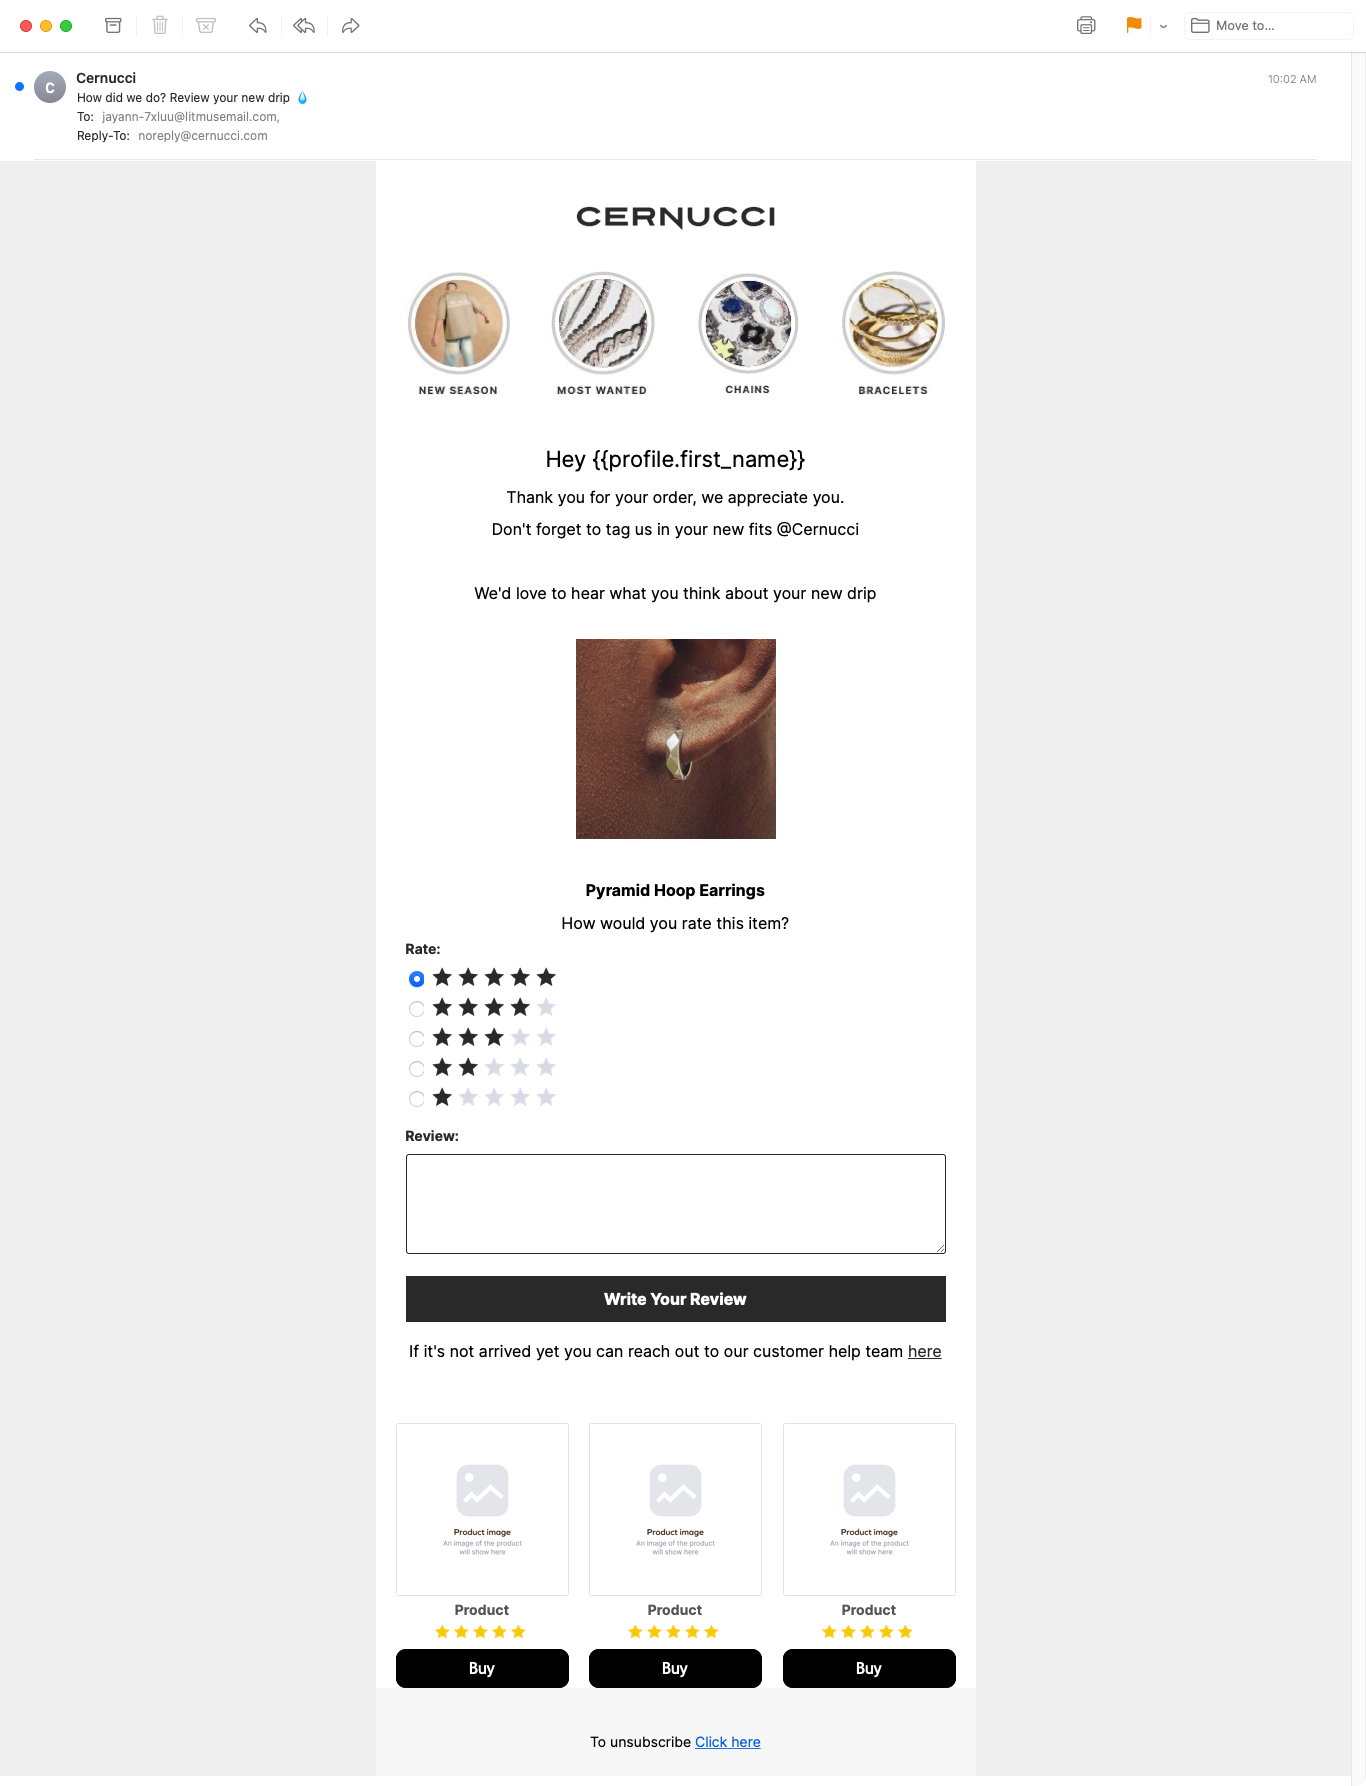 Move to...
C
Cernucci
10:02 AM
How did we do? Review your new drip 💧
To: jayann-7xluu@litmusemail.com,
Reply-To: noreply@cernucci.com
CERNUCCI
NEW SEASON MOST WANTED CHAINS BRACELETS
Hey {{profile.first_name}}
Thank you for your order, we appreciate you.
Don't forget to tag us in your new fits @Cernucci
We'd love to hear what you think about your new drip
Pyramid Hoop Earrings
How would you rate this item?
Rate:
Review:
Write Your Review
If it's not arrived yet you can reach out to our customer help team here
Product image Product image Product image
An image of the product An image of the product An image of the product
will show here will show here will show here
Product Product Product
Buy Buy Buy
To unsubscribe Click here